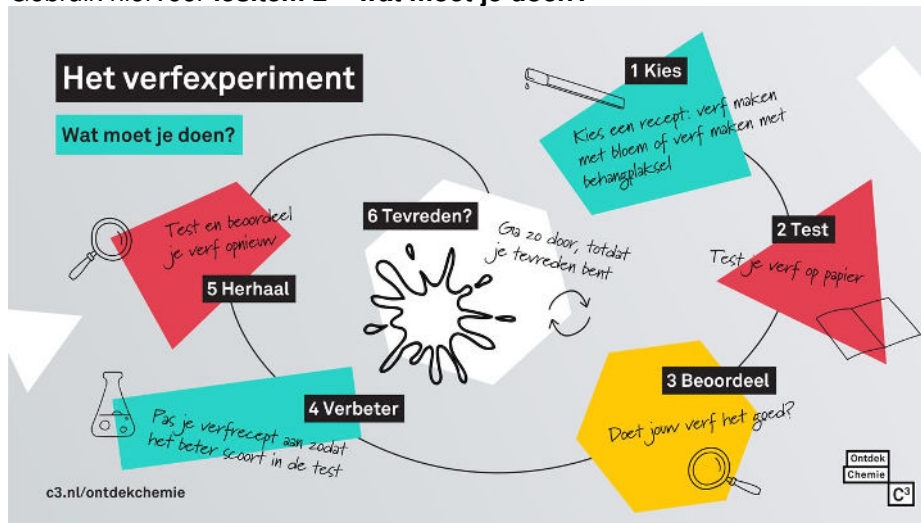 Het verfexperiment
Wat moet je doen?
1 Kies
Kies een recept: verf maken
met bloem of verf maken met
behangplaksel
2 Test
Test je verf op papier
3 Beoordeel
Doet jouw verf het goed?
4 Verbeter
Pas je verfrecept aan zodat
het beter scoort in de test
5 Herhaal
Test en beoordeel
je verf opnieuw
6 Tevreden?
Ga zo door, totdat
je tevreden bent
c3.nl/ontdekchemie
Ontdek
Chemie
C³